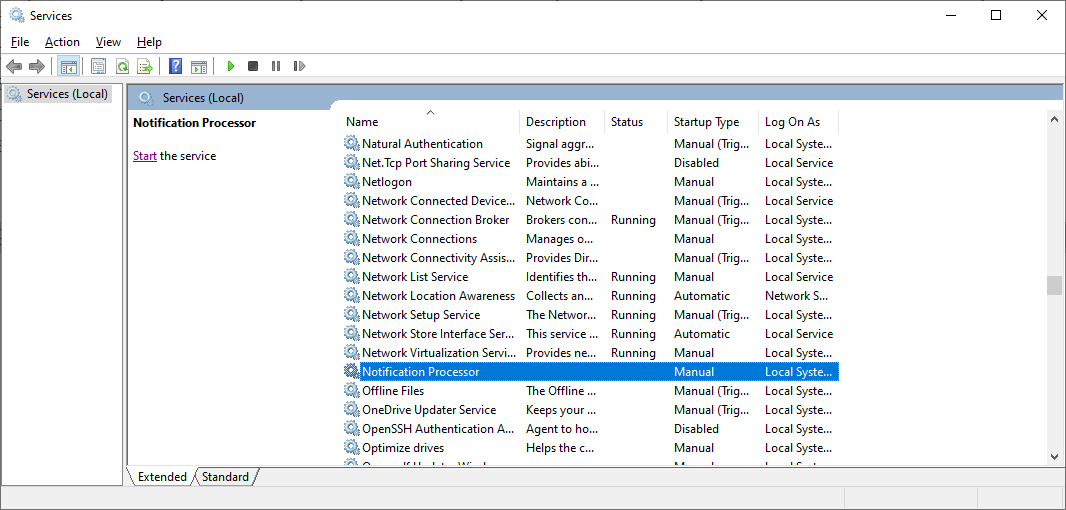 Services
File Action View Help
Services (Local)
Services (Local)
Notification Processor
Start the service
Name Description Status Startup Type Log On As
Natural Authentication Signal aggr... Manual (Trig... Local Syste...
Net.Tcp Port Sharing Service Provides abi... Disabled Local Service
Netlogon Maintains a ... Manual Local Syste...
Network Connected Device... Network Co... Manual (Trig... Local Service
Network Connection Broker Brokers con... Running Manual (Trig... Local Syste...
Network Connections Manages o... Manual Local Syste...
Network Connectivity Assis... Provides Dir... Manual (Trig... Local Syste...
Network List Service Identifies th... Running Manual Local Service
Network Location Awareness Collects an... Running Automatic Network S...
Network Setup Service The Networ... Running Manual (Trig... Local Syste...
Network Store Interface Ser... This service ... Running Automatic Local Service
Network Virtualization Servi... Provides ne... Running Manual Local Syste...
Notification Processor Manual Local Syste...
Offline Files The Offline ... Manual (Trig... Local Syste...
OneDrive Updater Service Keeps your ... Manual (Trig... Local Syste...
OpenSSH Authentication A... Agent to ho... Disabled Local Syste...
Optimize drives Helps the c... Manual Local Syste...
Extended Standard